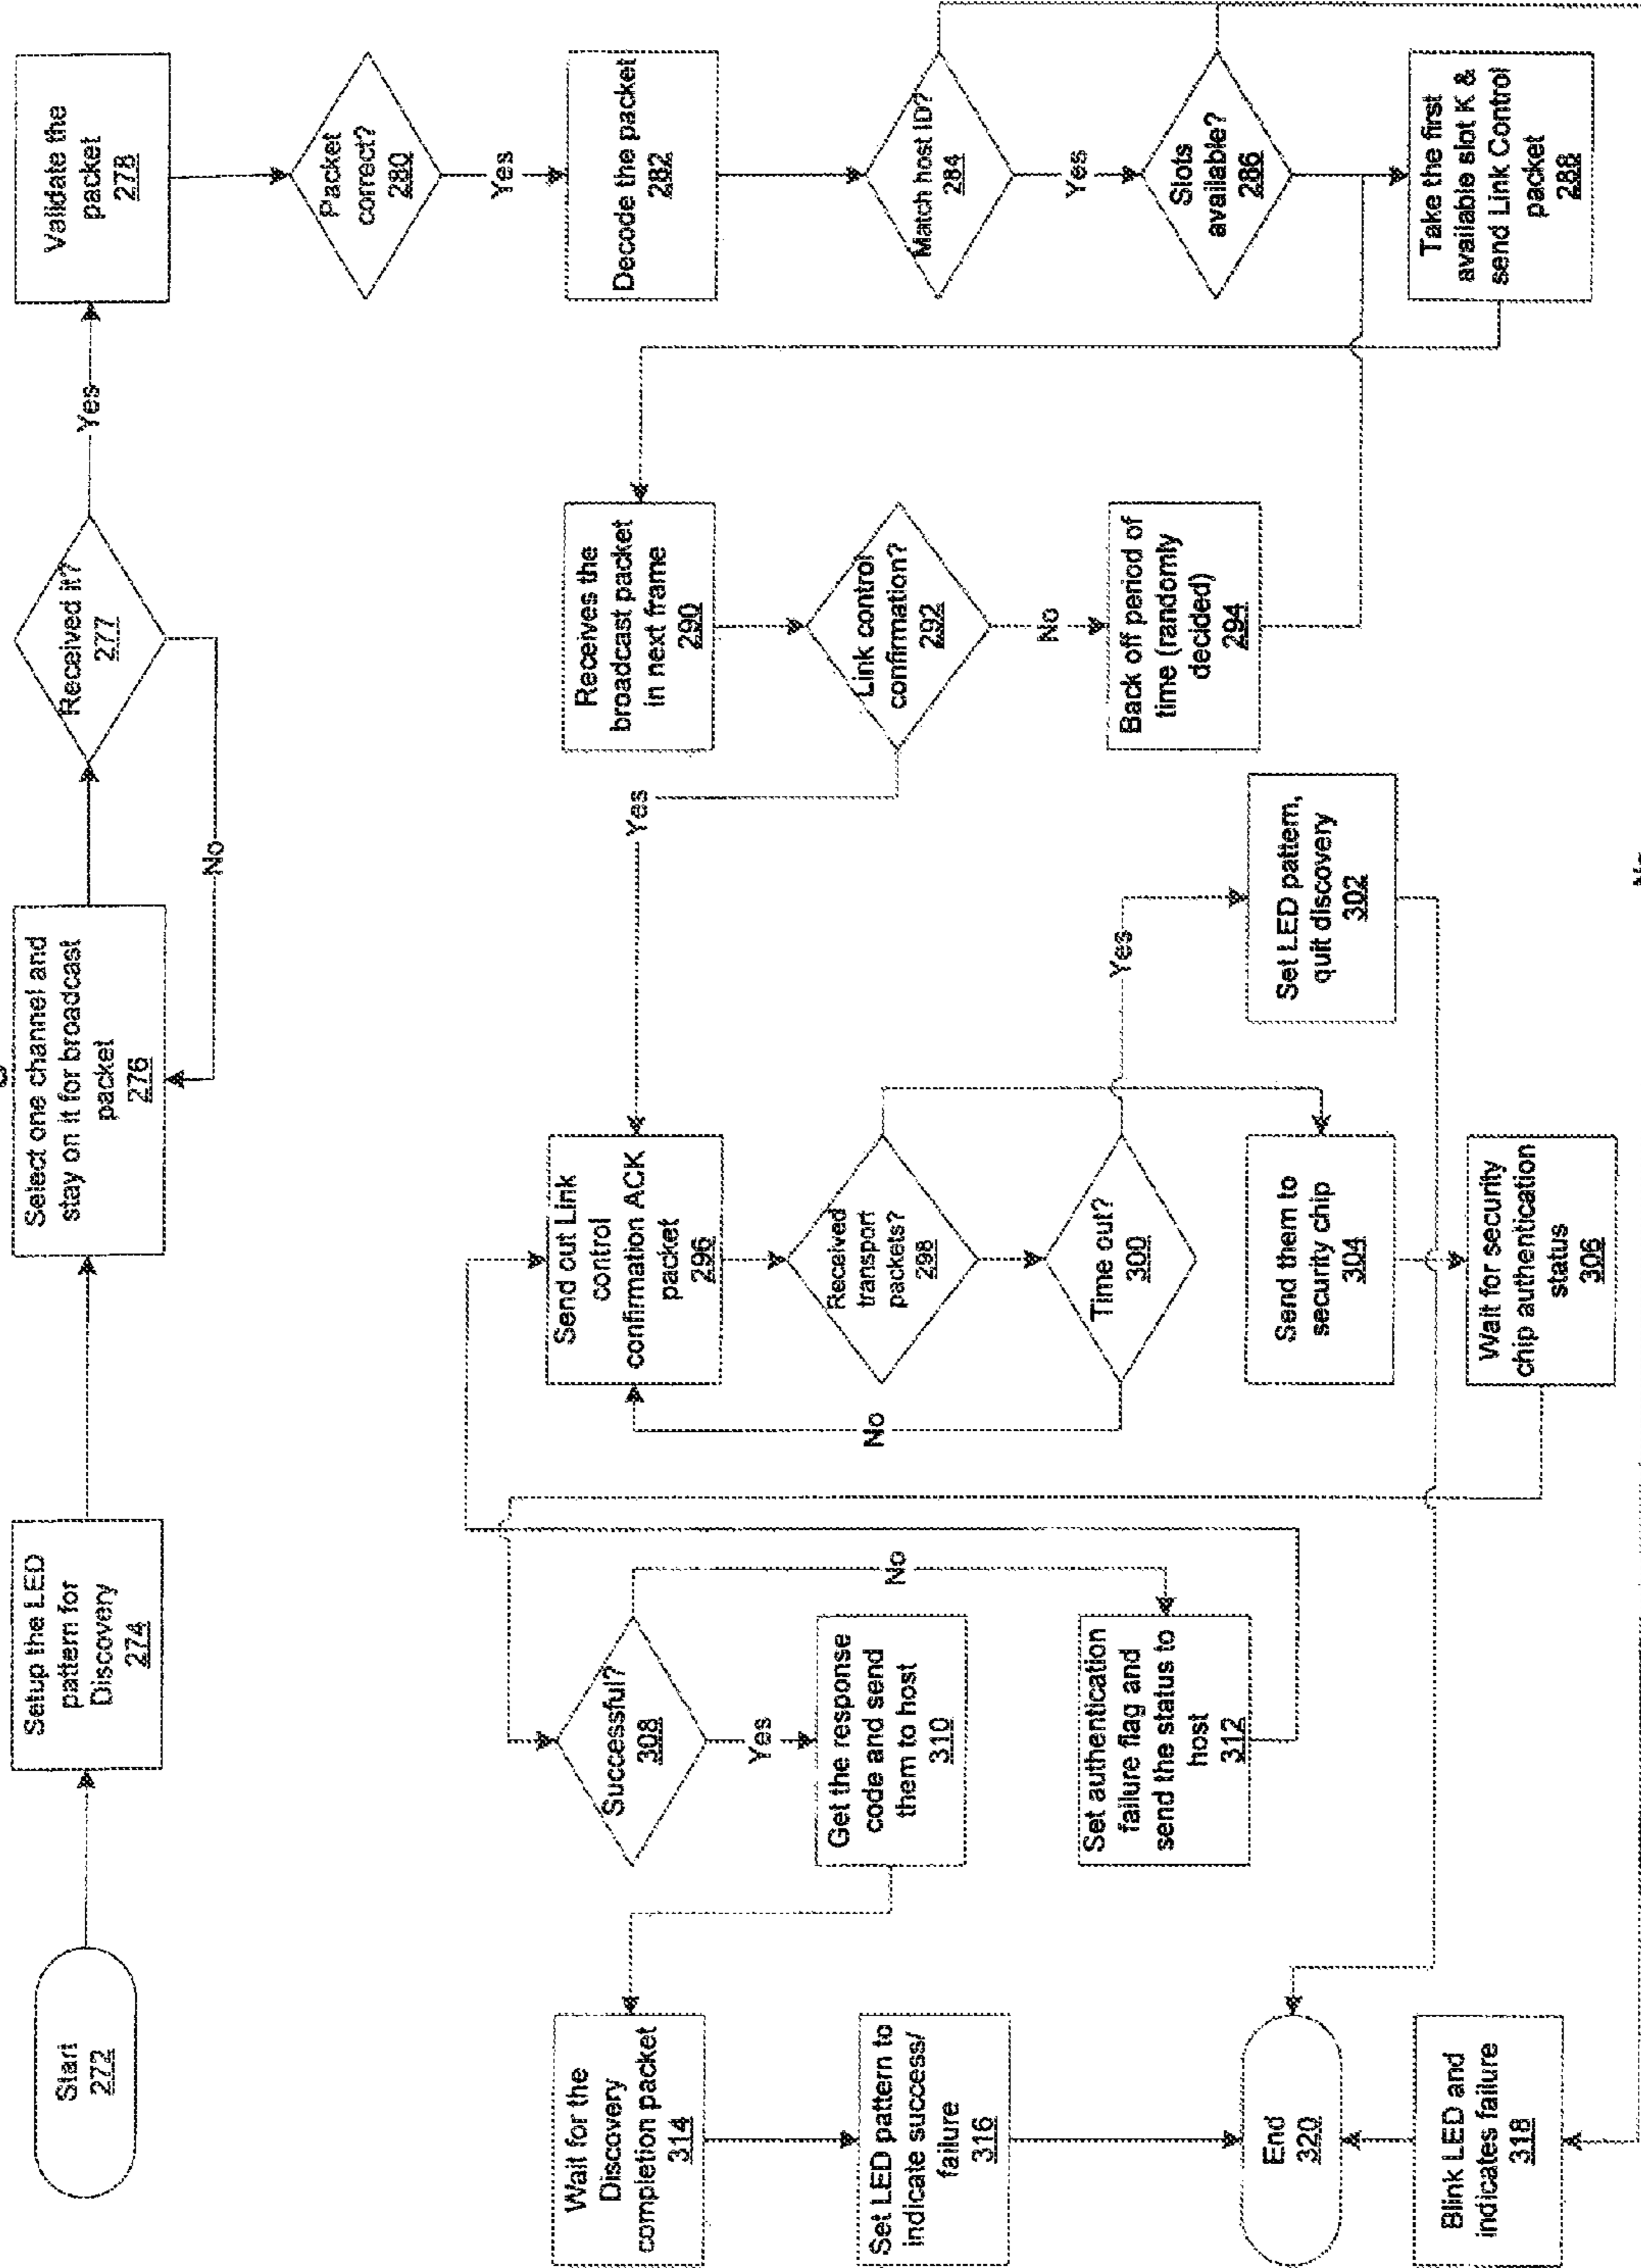 Start
272
Setup the LED
pattern for
Discovery
274
Select one channel and
stay on it for broadcast
packet
276
Received it?
277
No
Yes
Validate the
packet
278
Packet
correct?
280
Yes
Decode the packet
282
Match host ID?
284
Yes
Slots
available?
286
Take the first
available slot K &
send Link Control
packet
288
Receives the
broadcast packet
in next frame
290
Link control
confirmation?
292
No
Back off period of
time (randomly
decided)
294
Yes
Send out Link
control
confirmation ACK
packet
296
Received
transport
packets?
298
Time out?
300
No
Yes
Set LED pattern,
quit discovery
302
Send them to
security chip
304
Wait for security
chip authentication
status
306
Successful?
308
Yes
No
Get the response
code and send
them to host
310
Set authentication
failure flag and
send the status to
host
312
Wait for the
Discovery
completion packet
314
Set LED pattern to
indicate success/
failure
316
End
320
Blink LED and
indicates failure
318